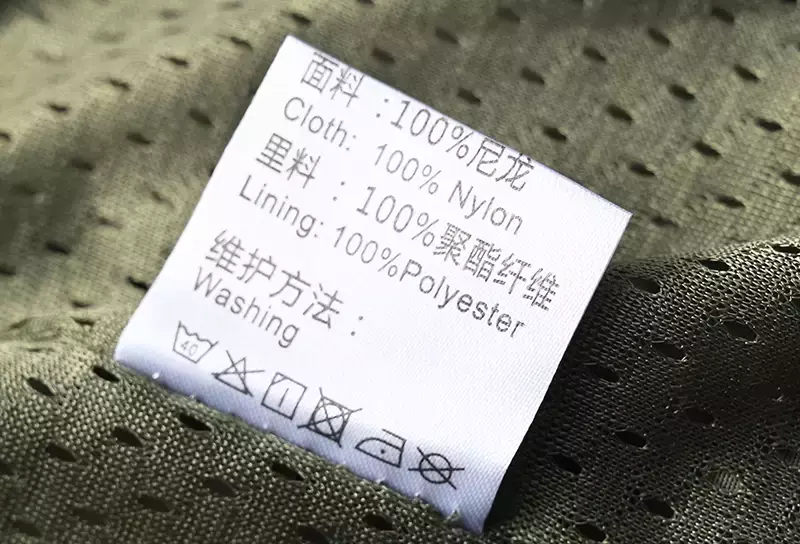 面料 :100%尼龙
Cloth: 100% Nylon
里料 : 100%聚酯纤维
Lining: 100%Polyester
维护方法 :
Washing
40